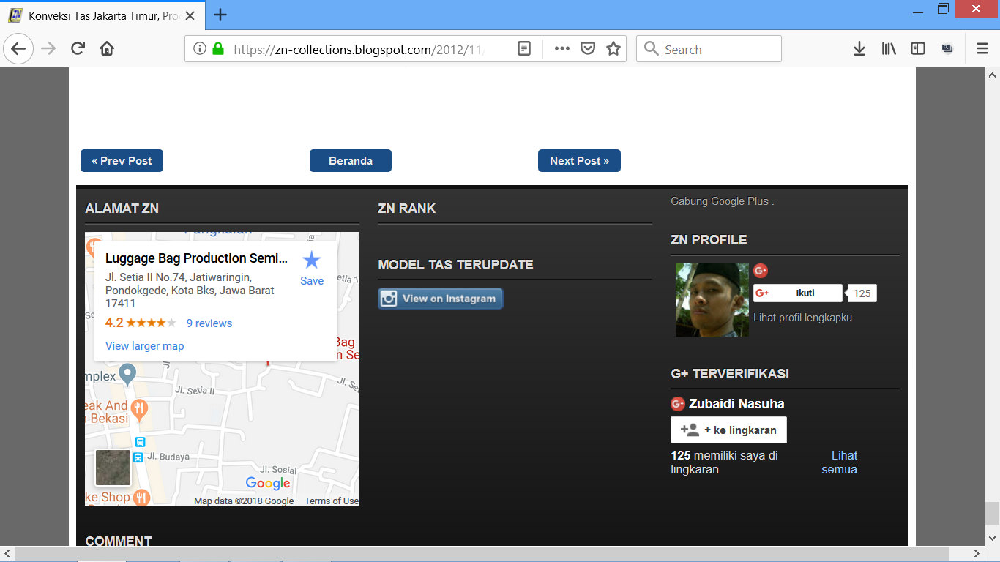 Konveksi Tas Jakarta Timur, Pro
https://zn-collections.blogspot.com/2012/11/
Search
« Prev Post
Beranda
Next Post »
ALAMAT ZN
Luggage Bag Production Semi...
Jl. Setia II No.74, Jatiwaringin,
Pondokgede, Kota Bks, Jawa Barat
17411
Save
4.2
9 reviews
View larger map
Bag
n Se
mplex
Jl. Setia II
eak And
n Bekasi
Jl. Budaya
Jl. Sosial
Google
ke Shop
Map data ©2018 Google
Terms of Use
COMMENT
ZN RANK
MODEL TAS TERUPDATE
View on Instagram
Gabung Google Plus .
ZN PROFILE
G+
G+ Ikuti
125
Lihat profil lengkapku
G+ TERVERIFIKASI
G+ Zubaidi Nasuha
+ ke lingkaran
125 memiliki saya di
lingkaran
Lihat
semua